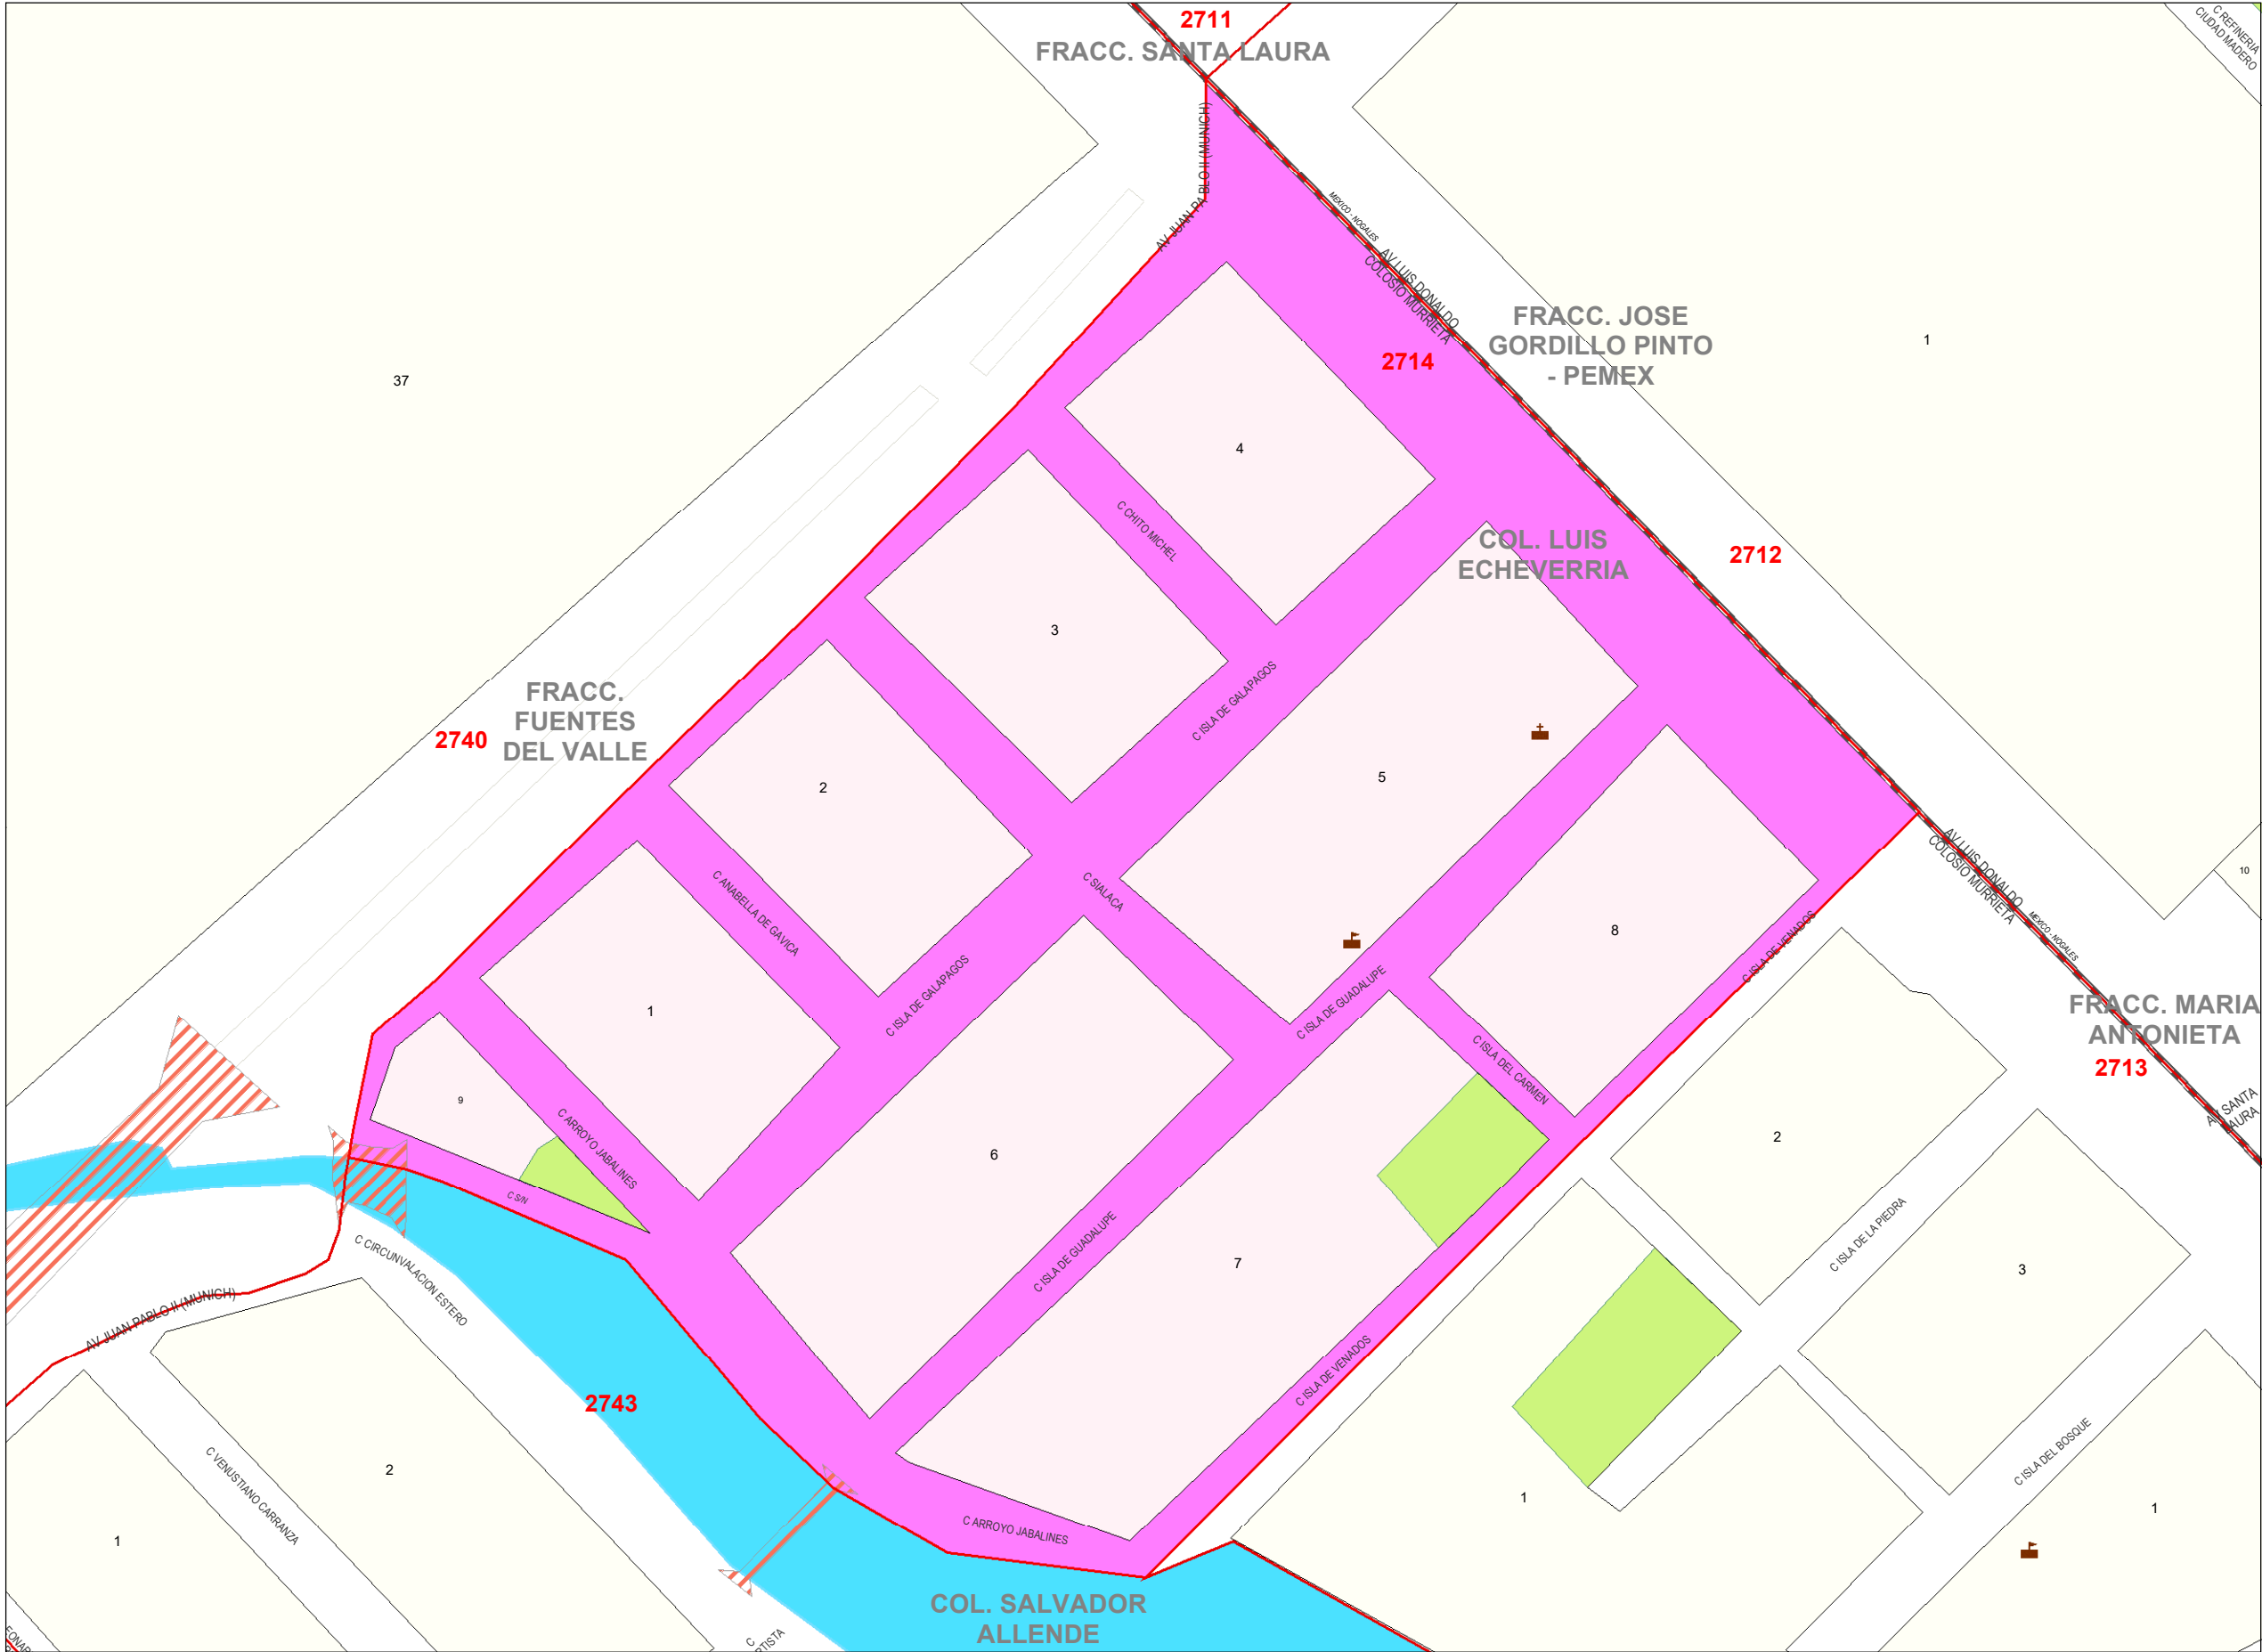 2711
FRACC. SANTA LAURA
C REFINERIA
CIUDAD MADERO
AV JUAN PABLO II (MUNICH)
MEXICO - NOGALES
AV LUIS DONALDO
COLOSIO MURRIETA
FRACC. JOSE
GORDILLO PINTO
- PEMEX
1
2714
37
4
C CHITO MICHEL
COL. LUIS
ECHEVERRIA
2712
3
C ISLA DE GALAPAGOS
FRACC.
FUENTES
DEL VALLE
2740
2
5
C ANABELLA DE GAVICA
C SIALACA
8
C ISLA DE VENADOS
AV LUIS DONALDO
COLOSIO MURRIETA
MEXICO - NOGALES
10
C ISLA DE GALAPAGOS
C ISLA DE GUADALUPE
1
FRACC. MARIA
ANTONIETA
2713
C ISLA DEL CARMEN
9
C ARROYO JABALINES
6
2
AV SANTA
LAURA
C S/N
C ISLA DE GUADALUPE
7
C ISLA DE LA PIEDRA
3
C CIRCUNVALACION ESTERO
AV JUAN PABLO II (MUNICH)
C ISLA DE VENADOS
2743
C VENUSTIANO CARRANZA
2
1
C ISLA DEL BOSQUE
1
1
C ARROYO JABALINES
COL. SALVADOR
ALLENDE